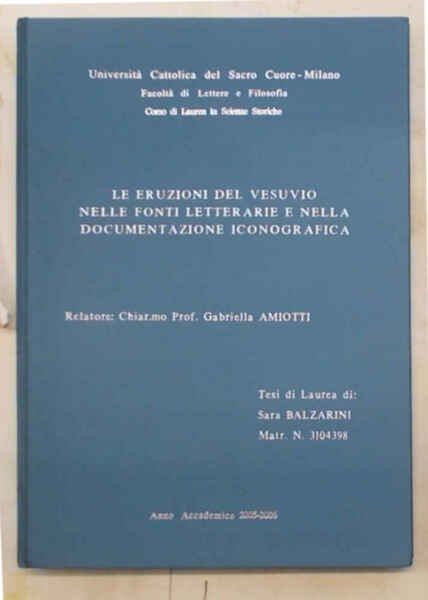 Università Cattolica del Sacro Cuore - Milano
Facoltà di Lettere e Filosofia
Corso di Laurea in Scienze Storiche
LE ERUZIONI DEL VESUVIO
NELLE FONTI LETTERARIE E NELLA
DOCUMENTAZIONE ICONOGRAFICA
Relatore: Chiar.mo Prof. Gabriella AMIOTTI
Tesi di Laurea di:
Sara BALZARINI
Matr. N. 3104398
Anno Accademico 2005-2006